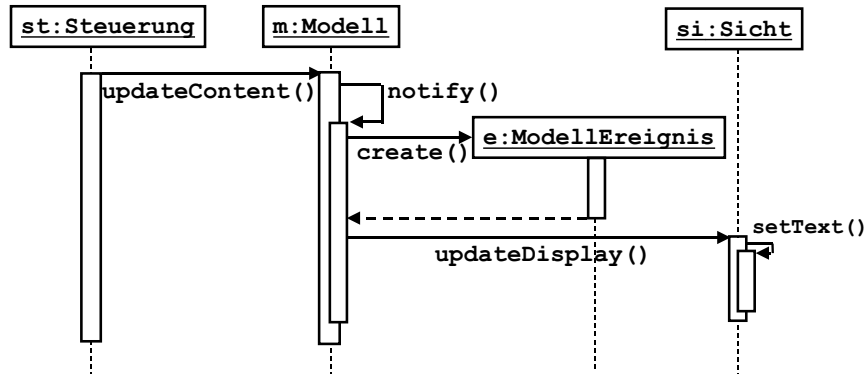 st:Steuerung
m:Modell
si:Sicht
updateContent()
notify()
e:ModellEreignis
create()
setText()
updateDisplay()